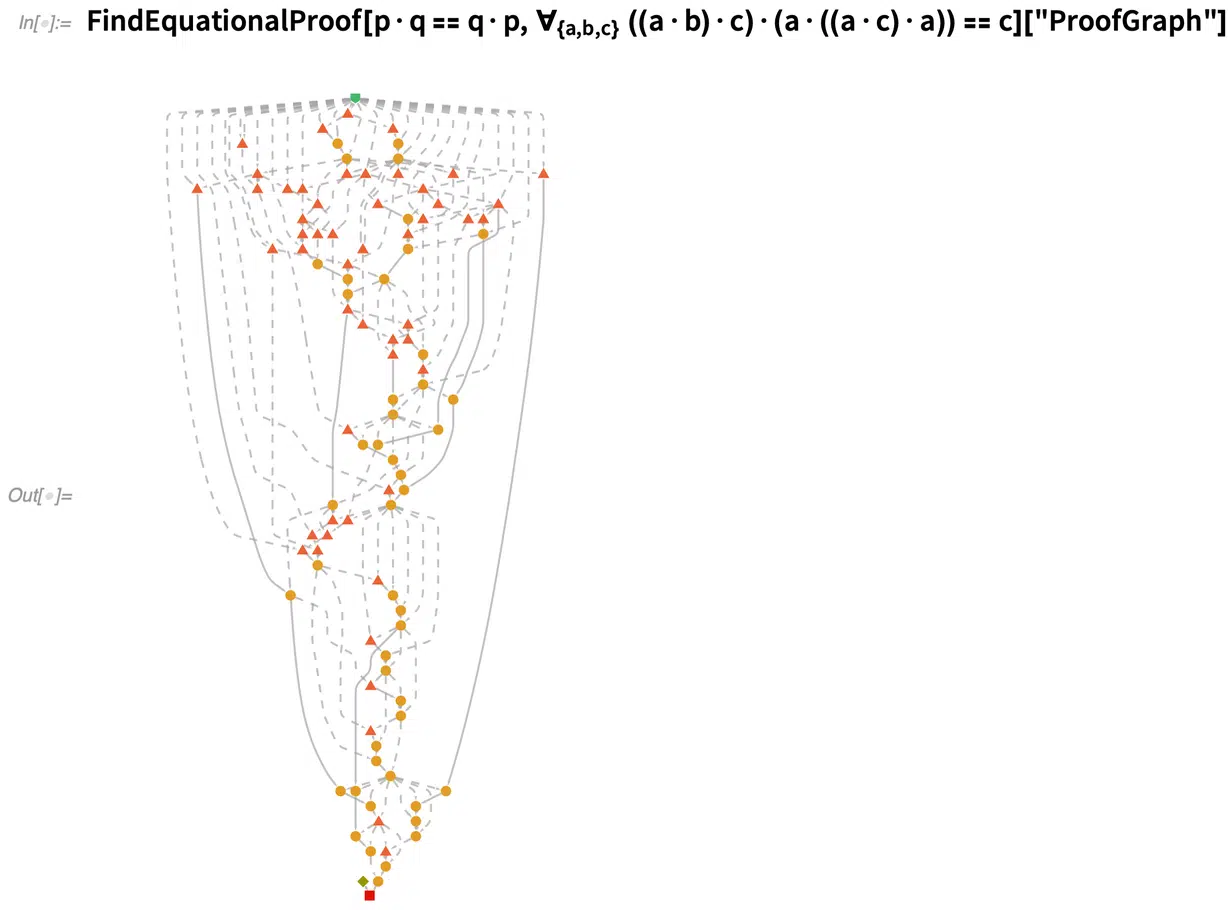 In[●]:= FindEquationalProof[p · q == q · p, ∀{a,b,c} ((a · b) · c) · (a · ((a · c) · a)) == c]["ProofGraph"]
Out[●]=